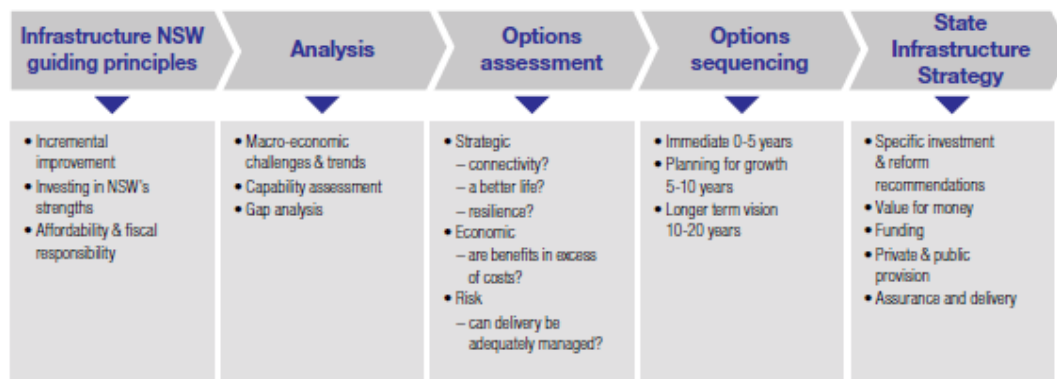 Infrastructure NSW
guiding principles
Analysis
Options
assessment
Options
sequencing
State
Infrastructure
Strategy
• Incremental
improvement
• Investing in NSW's
strengths
• Affordability & fiscal
responsibility
• Macro-economic
challenges & trends
• Capability assessment
• Gap analysis
• Strategic
– connectivity?
– a better life?
– resilience?
• Economic
– are benefits in excess
of costs?
• Risk
– can delivery be
adequately managed?
• Immediate 0-5 years
• Planning for growth
5-10 years
• Longer term vision
10-20 years
• Specific investment
& reform
recommendations
• Value for money
• Funding
• Private & public
provision
• Assurance and delivery